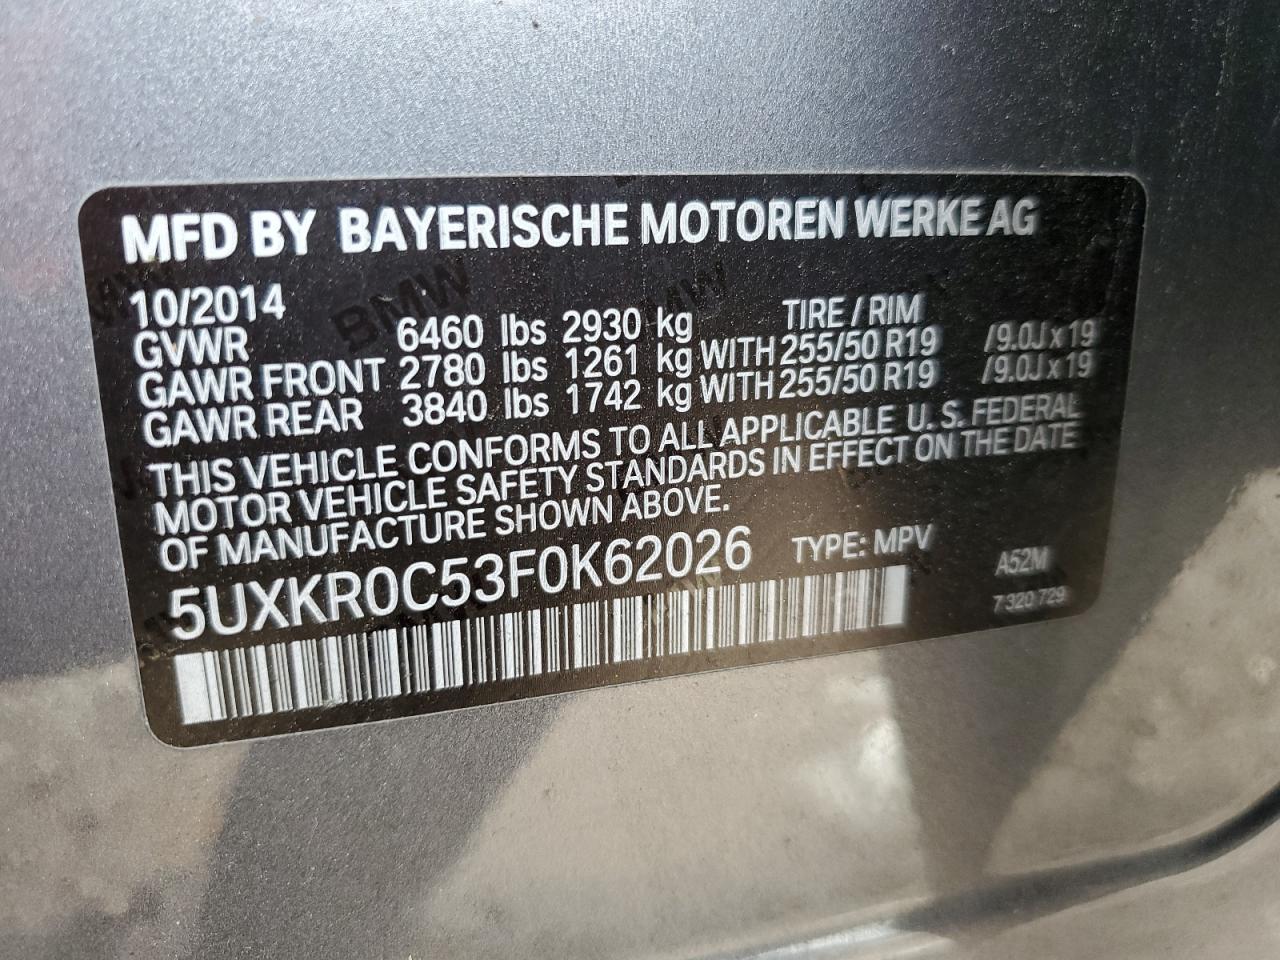 MFD BY BAYERISCHE MOTOREN WERKE AG
10/2014 TIRE / RIM
GVWR 6460 lbs 2930 kg
GAWR FRONT 2780 lbs 1261 kg WITH 255/50 R19 /9.0J x 19
GAWR REAR 3840 lbs 1742 kg WITH 255/50 R19 /9.0J x 19
THIS VEHICLE CONFORMS TO ALL APPLICABLE U. S. FEDERAL
MOTOR VEHICLE SAFETY STANDARDS IN EFFECT ON THE DATE
OF MANUFACTURE SHOWN ABOVE.
5UXKR0C53F0K62026 TYPE: MPV A52M
7 320 729